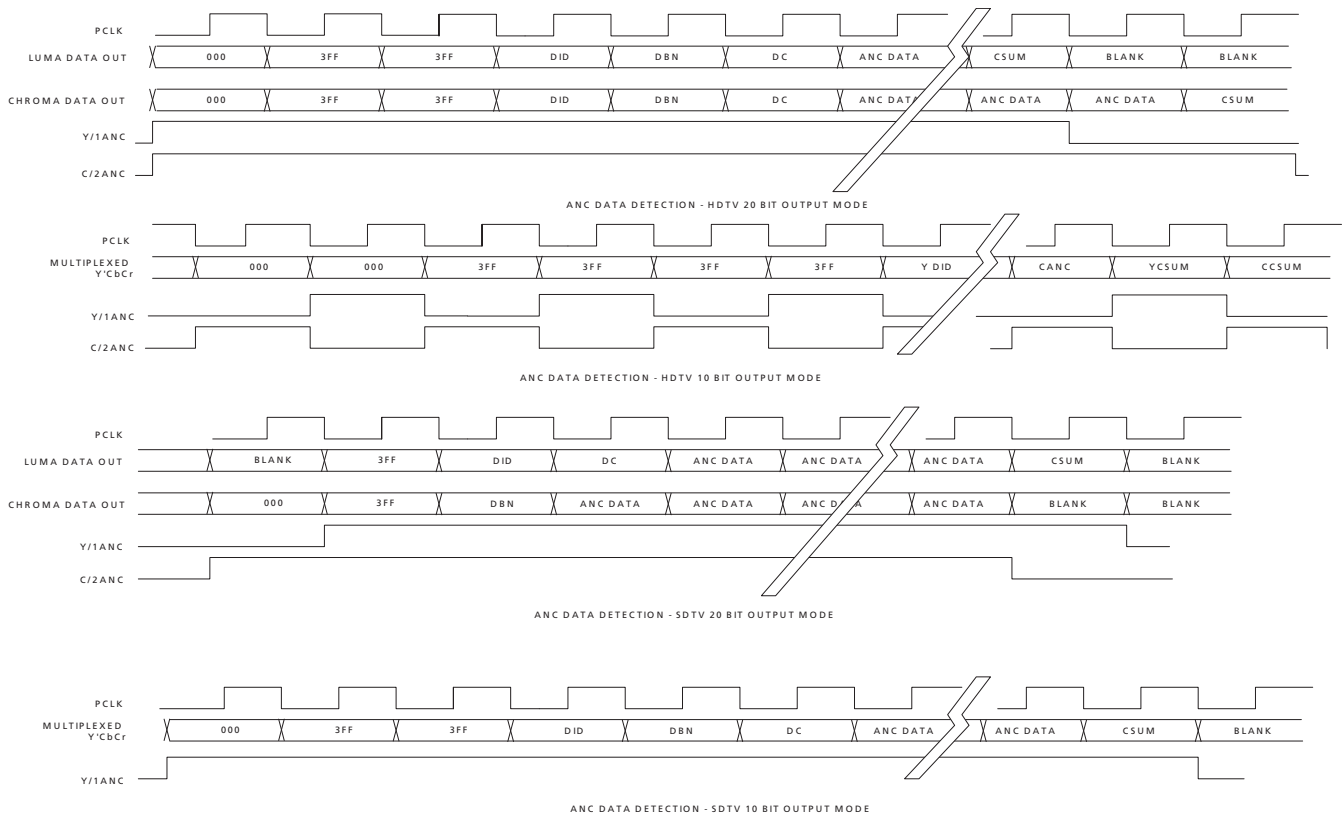 PCLK
LUMA DATA OUT 000 3FF 3FF DID DBN DC ANC DATA CSUM BLANK BLANK
CHROMA DATA OUT 000 3FF 3FF DID DBN DC ANC DATA ANC DATA ANC DATA CSUM
Y/1ANC
C/2ANC
ANC DATA DETECTION - HDTV 20 BIT OUTPUT MODE
PCLK
MULTIPLEXED
Y'CbCr 000 000 3FF 3FF 3FF 3FF Y DID CANC YCSUM CCSUM
Y/1ANC
C/2ANC
ANC DATA DETECTION - HDTV 10 BIT OUTPUT MODE
PCLK
LUMA DATA OUT BLANK 3FF DID DC ANC DATA ANC DATA ANC DATA CSUM BLANK
CHROMA DATA OUT 000 3FF DBN ANC DATA ANC DATA ANC DATA ANC DATA BLANK BLANK
Y/1ANC
C/2ANC
ANC DATA DETECTION - SDTV 20 BIT OUTPUT MODE
PCLK
MULTIPLEXED
Y'CbCr 000 3FF 3FF DID DBN DC ANC DATA ANC DATA CSUM BLANK
Y/1ANC
ANC DATA DETECTION - SDTV 10 BIT OUTPUT MODE